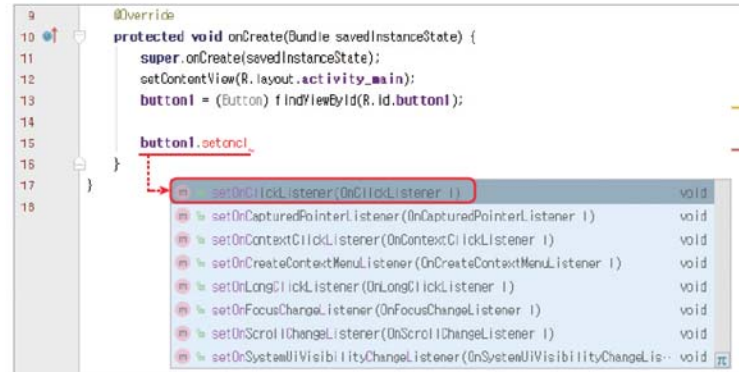 9 @Override
10 protected void onCreate(Bundle savedInstanceState) {
11 super.onCreate(savedInstanceState);
12 setContentView(R.layout.activity_main);
13 button1 = (Button) findViewById(R.id.button1);
14
15 button1.setoncl
16 }
17 }
18
m setOnClickListener(OnClickListener l) void
m setOnCapturedPointerListener(OnCapturedPointerListener l) void
m setOnContextClickListener(OnContextClickListener l) void
m setOnCreateContextMenuListener(OnCreateContextMenuListener l) void
m setOnLongClickListener(OnLongClickListener l) void
m setOnFocusChangeListener(OnFocusChangeListener l) void
m setOnScrollChangeListener(OnScrollChangeListener l) void
m setOnSystemUiVisibilityChangeListener(OnSystemUiVisibilityChangeLis… void π